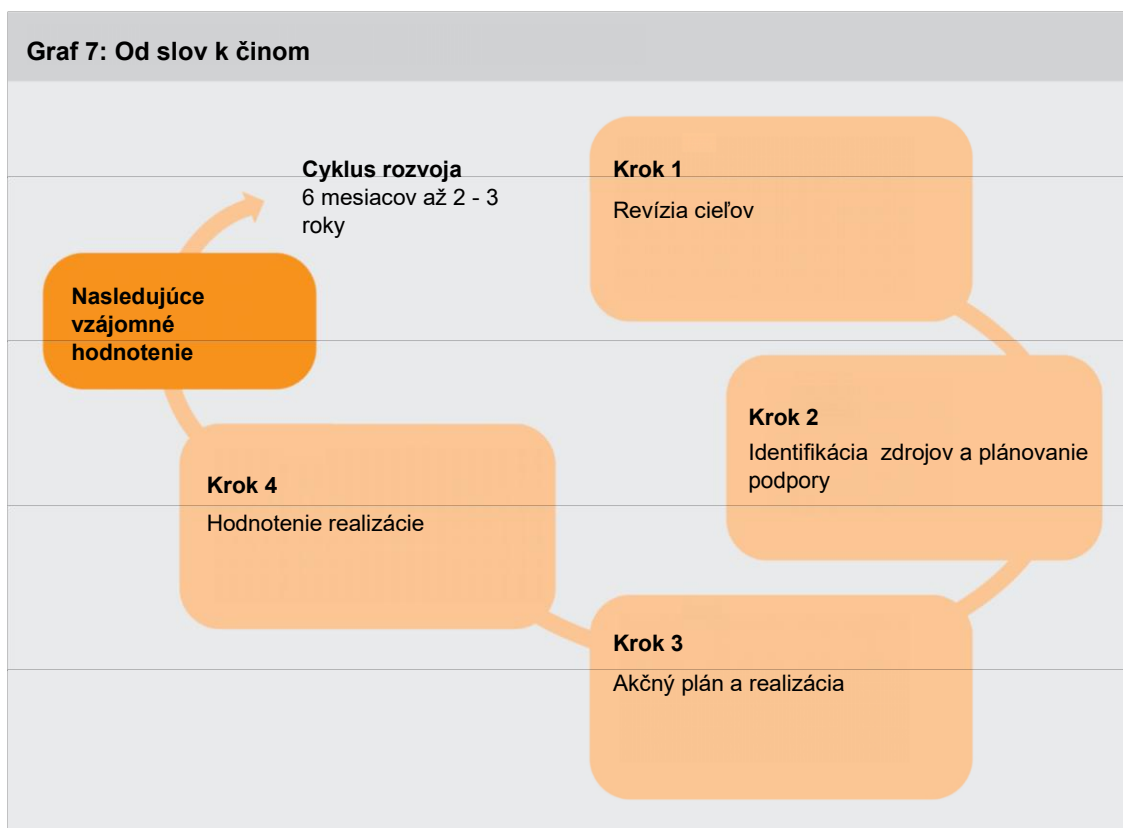 Graf 7: Od slov k činom
Cyklus rozvoja
6 mesiacov až 2 - 3
roky
Krok 1
Revízia cieľov
Krok 2
Identifikácia  zdrojov a plánovanie
podpory
Krok 3
Akčný plán a realizácia
Krok 4
Hodnotenie realizácie
Nasledujúce
vzájomné
hodnotenie